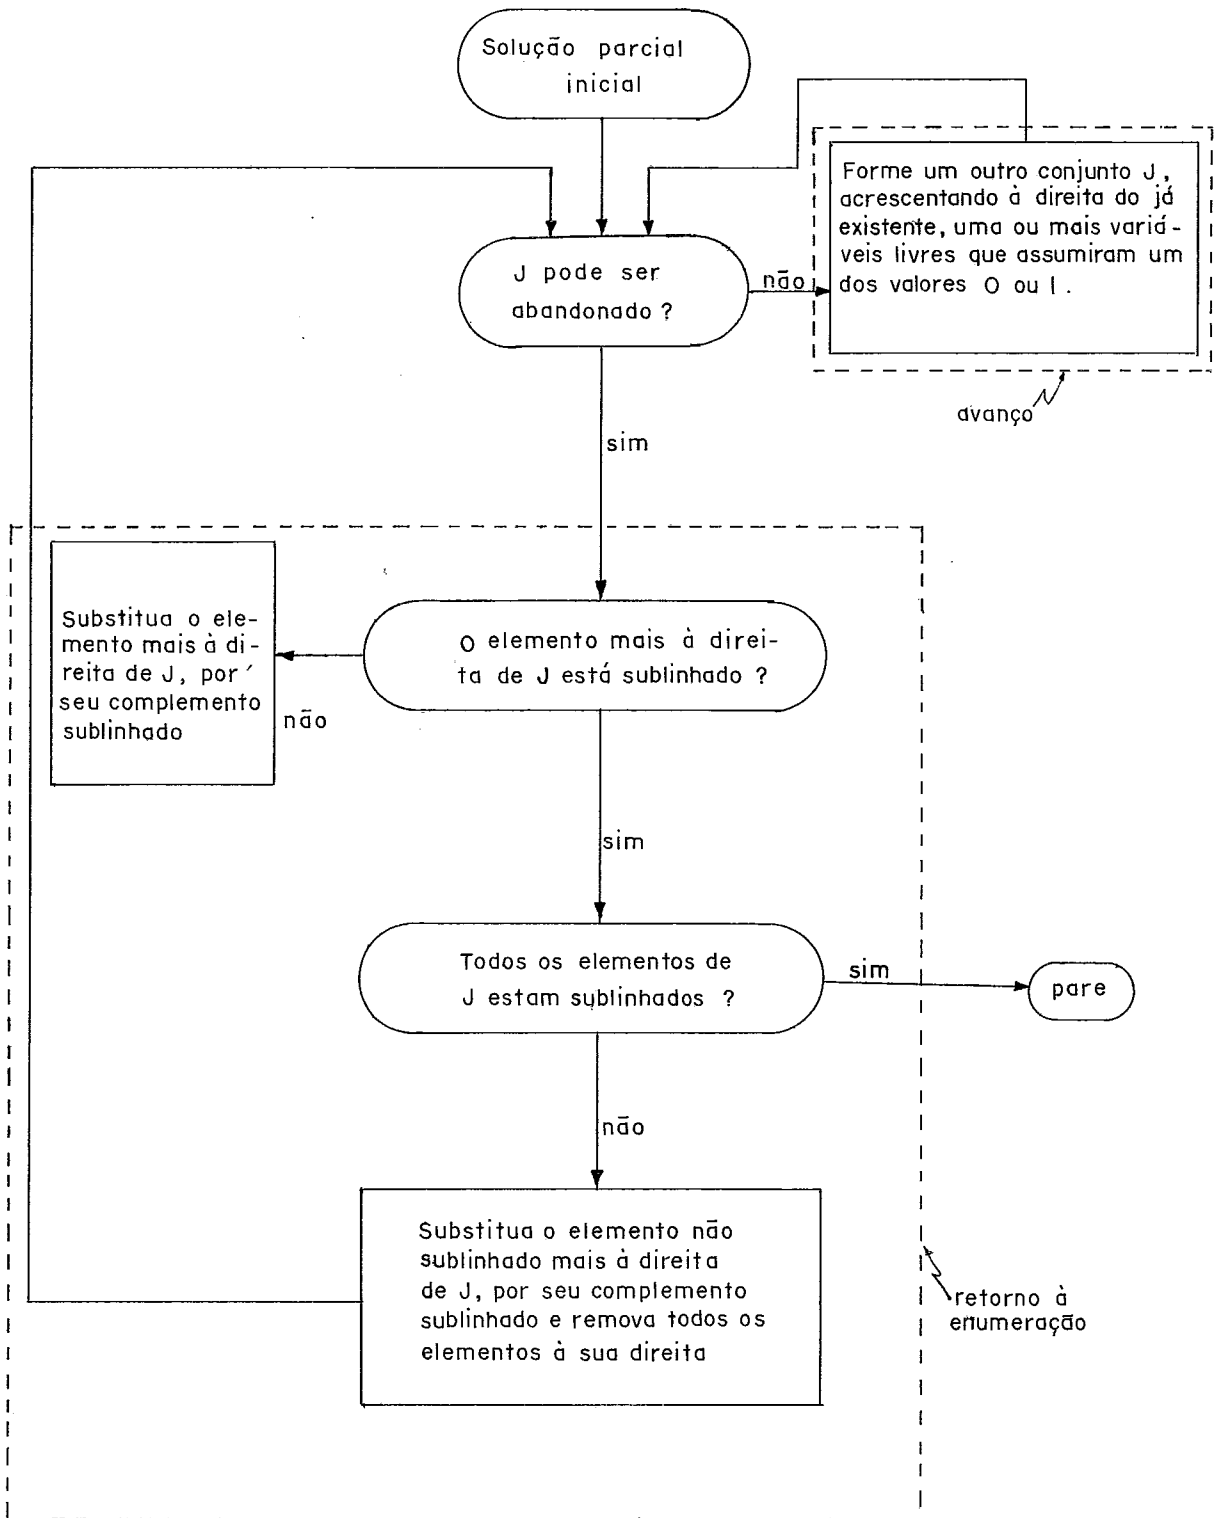 Solução parcial
inicial
Forme um outro conjunto J,
acrescentando à direita do já
existente, uma ou mais variá-
veis livres que assumiram um
dos valores 0 ou 1.
J pode ser
abandonado ?
não
avanço
sim
Substitua o ele-
mento mais à di-
reita de J, por
seu complemento
sublinhado
não
O elemento mais à direi-
ta de J está sublinhado ?
sim
Todos os elementos de
J estam sublinhados ?
sim
pare
não
Substitua o elemento não
sublinhado mais à direita
de J, por seu complemento
sublinhado e remova todos os
elementos à sua direita
retorno à
enumeração